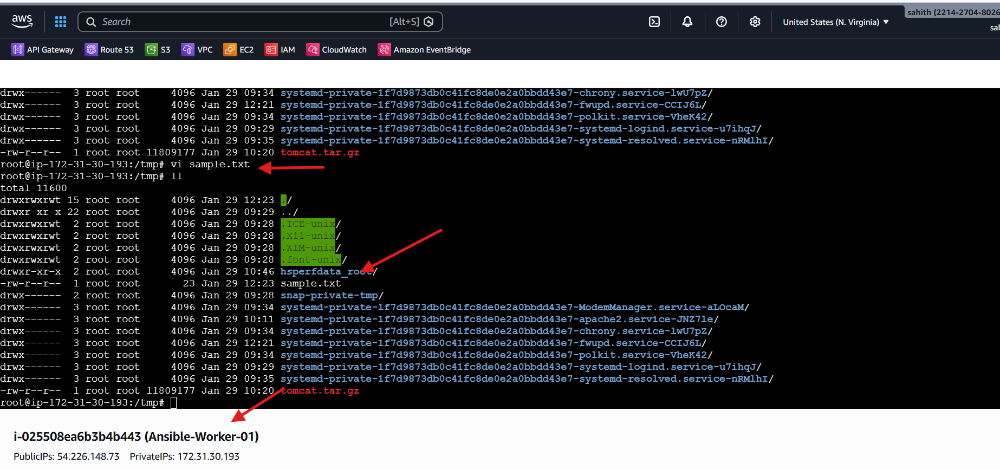 aws
Search [Alt+S]
United States (N. Virginia) ▼
sahith (2214-2704-8026
sah
API Gateway Route 53 S3 VPC EC2 IAM CloudWatch Amazon EventBridge
drwx------  3 root root     4096 Jan 29 09:34 systemd-private-1f7d9873db0c41fc8de0e2a0bbdd43e7-chrony.service-lwU7pZ/
drwx------  3 root root     4096 Jan 29 12:21 systemd-private-1f7d9873db0c41fc8de0e2a0bbdd43e7-fwupd.service-CCIJ6L/
drwx------  3 root root     4096 Jan 29 09:34 systemd-private-1f7d9873db0c41fc8de0e2a0bbdd43e7-polkit.service-VheK42/
drwx------  3 root root     4096 Jan 29 09:29 systemd-private-1f7d9873db0c41fc8de0e2a0bbdd43e7-systemd-logind.service-u7ihqJ/
drwx------  3 root root     4096 Jan 29 09:35 systemd-private-1f7d9873db0c41fc8de0e2a0bbdd43e7-systemd-resolved.service-nRMlhI/
-rw-r--r--  1 root root 11809177 Jan 29 10:20 tomcat.tar.gz
root@ip-172-31-30-193:/tmp# vi sample.txt
root@ip-172-31-30-193:/tmp# ll
total 11600
drwxrwxrwt 15 root root     4096 Jan 29 12:23 ./
drwxr-xr-x 22 root root     4096 Jan 29 09:29 ../
drwxrwxrwt  2 root root     4096 Jan 29 09:28 .ICE-unix/
drwxrwxrwt  2 root root     4096 Jan 29 09:28 .X11-unix/
drwxrwxrwt  2 root root     4096 Jan 29 09:28 .XIM-unix/
drwxrwxrwt  2 root root     4096 Jan 29 09:28 .font-unix/
drwxr-xr-x  2 root root     4096 Jan 29 10:46 hsperfdata_root/
-rw-r--r--  1 root root       23 Jan 29 12:23 sample.txt
drwx------  2 root root     4096 Jan 29 09:28 snap-private-tmp/
drwx------  3 root root     4096 Jan 29 09:34 systemd-private-1f7d9873db0c41fc8de0e2a0bbdd43e7-ModemManager.service-aLOcaM/
drwx------  3 root root     4096 Jan 29 10:11 systemd-private-1f7d9873db0c41fc8de0e2a0bbdd43e7-apache2.service-JNZ7le/
drwx------  3 root root     4096 Jan 29 09:34 systemd-private-1f7d9873db0c41fc8de0e2a0bbdd43e7-chrony.service-lwU7pZ/
drwx------  3 root root     4096 Jan 29 12:21 systemd-private-1f7d9873db0c41fc8de0e2a0bbdd43e7-fwupd.service-CCIJ6L/
drwx------  3 root root     4096 Jan 29 09:34 systemd-private-1f7d9873db0c41fc8de0e2a0bbdd43e7-polkit.service-VheK42/
drwx------  3 root root     4096 Jan 29 09:29 systemd-private-1f7d9873db0c41fc8de0e2a0bbdd43e7-systemd-logind.service-u7ihqJ/
drwx------  3 root root     4096 Jan 29 09:35 systemd-private-1f7d9873db0c41fc8de0e2a0bbdd43e7-systemd-resolved.service-nRMlhI/
-rw-r--r--  1 root root 11809177 Jan 29 10:20 tomcat.tar.gz
root@ip-172-31-30-193:/tmp#
i-025508ea6b3b4b443 (Ansible-Worker-01)
PublicIPs: 54.226.148.73 PrivateIPs: 172.31.30.193